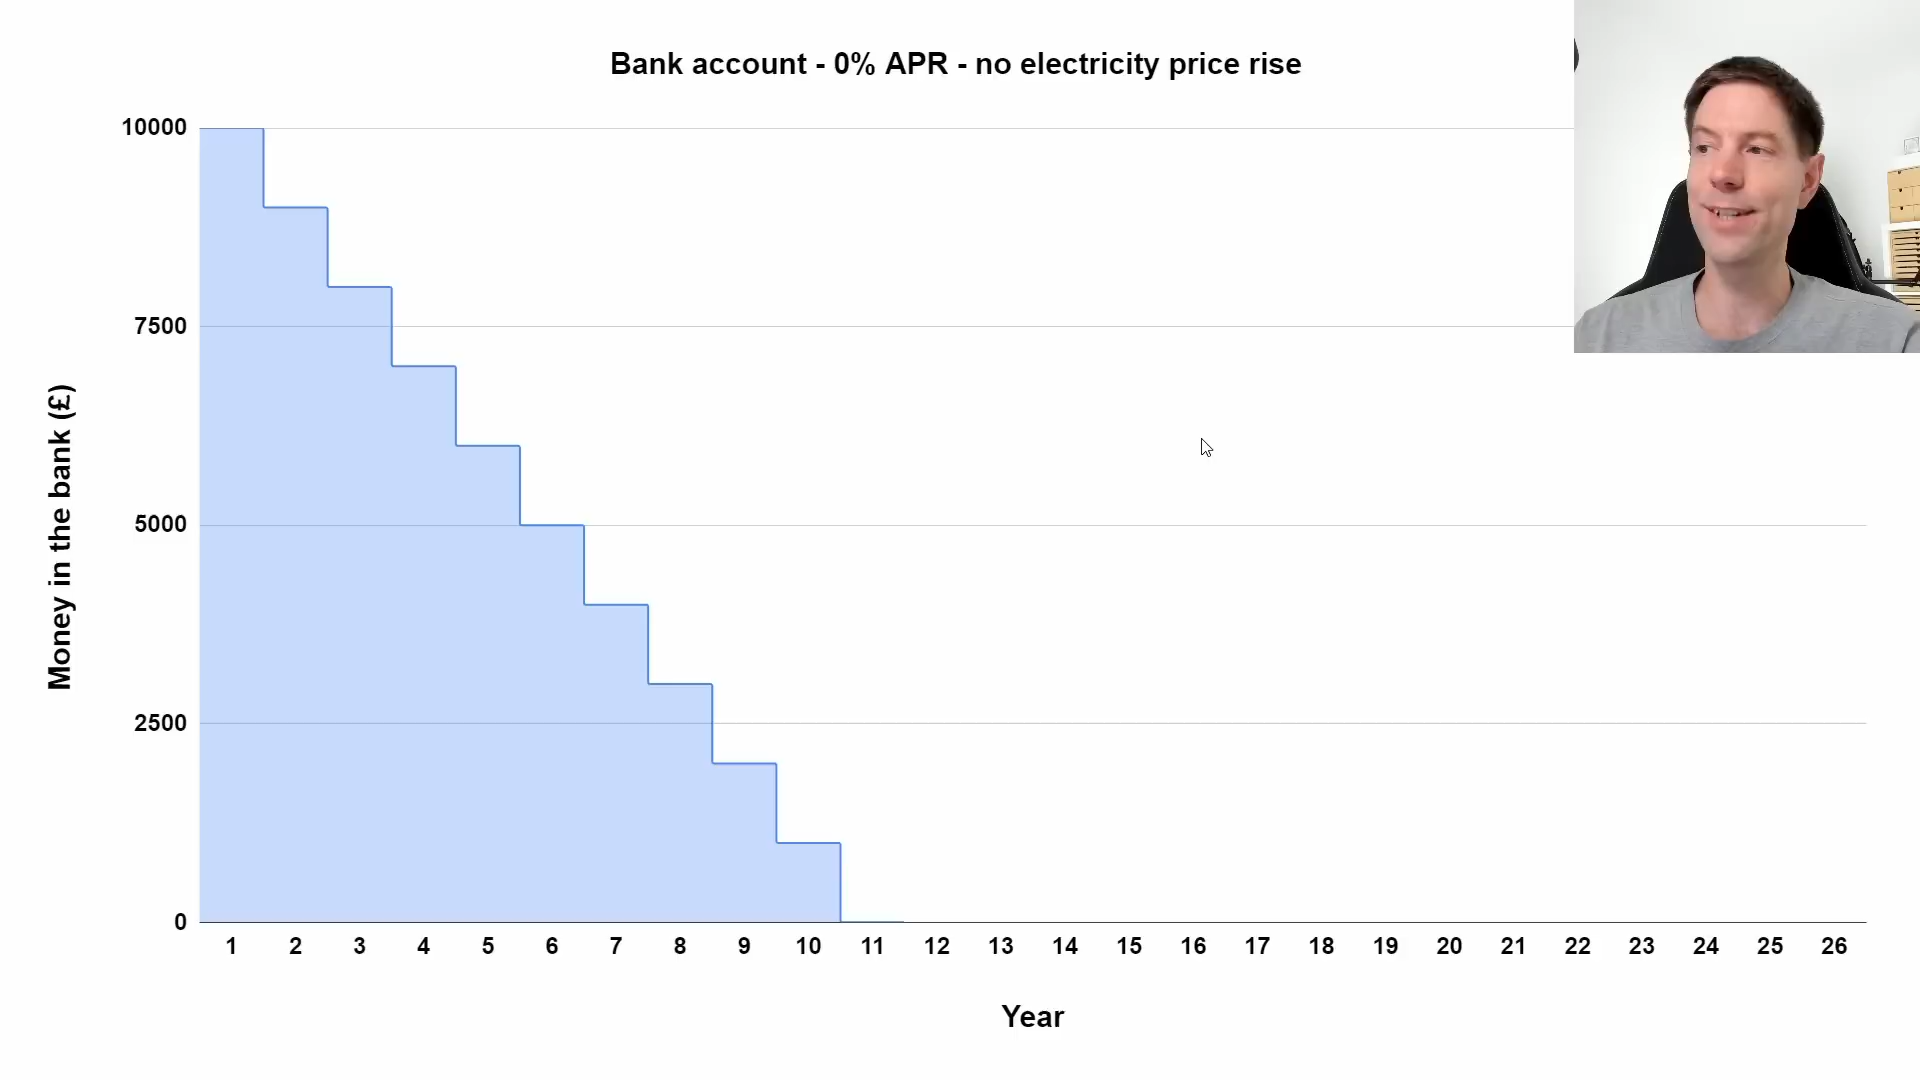 Bank account - 0% APR - no electricity price rise
10000
7500
5000
2500
0
Money in the bank (£)
1 2 3 4 5 6 7 8 9 10 11 12 13 14 15 16 17 18 19 20 21 22 23 24 25 26
Year